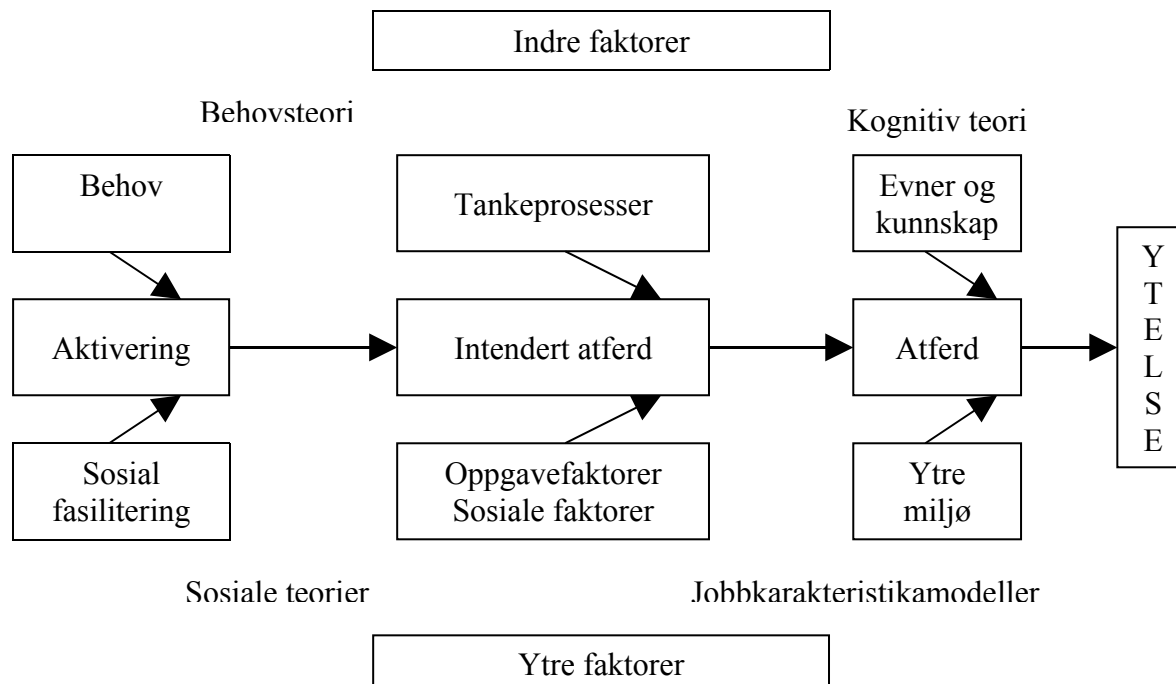 Indre faktorer
Behovsteori
Kognitiv teori
Behov
Tankeprosesser
Evner og
kunnskap
Aktivering
Intendert atferd
Atferd
Y
T
E
L
S
E
Sosial
fasilitering
Oppgavefaktorer
Sosiale faktorer
Ytre
miljø
Sosiale teorier
Jobbkarakteristikamodeller
Ytre faktorer